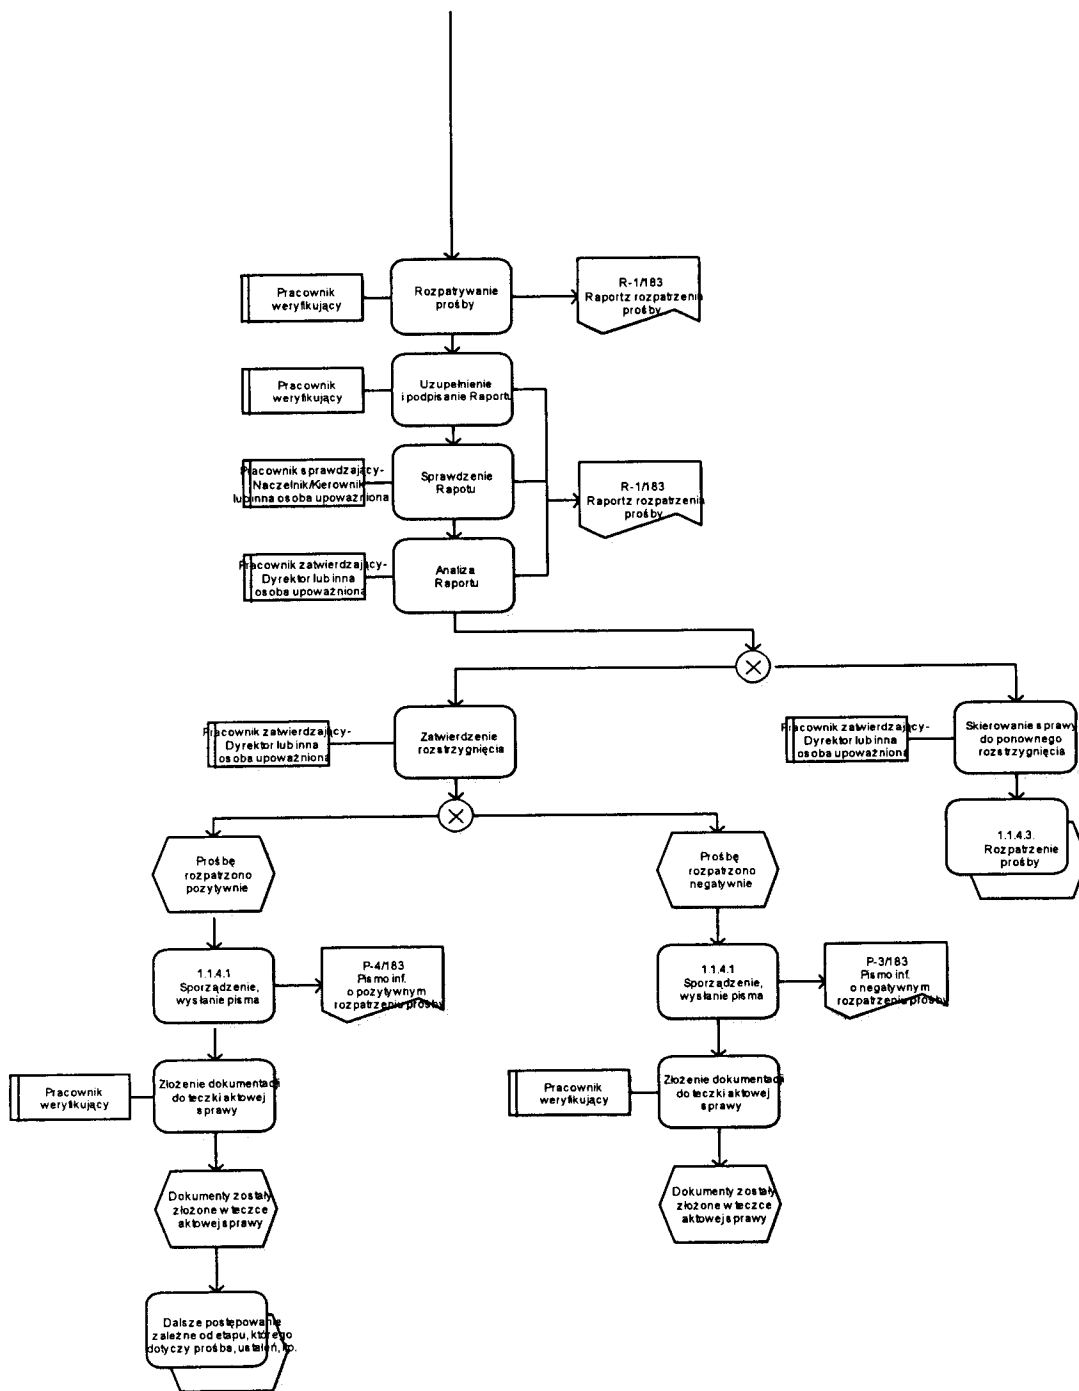 Pracownik
weryfikujący
Rozpatrywanie
prośby
R-1/183
Raport z rozpatrzenia
prośby
Pracownik
weryfikujący
Uzupełnienie
i podpisanie Raportu
Pracownik sprawdzający-
Naczelnik/Kierownik
lub inna osoba upoważniona
Sprawdzenie
Rapotu
R-1/183
Raport z rozpatrzenia
prośby
Pracownik zatwierdzający-
Dyrektor lub inna
osoba upoważniona
Analiza
Raportu
Pracownik zatwierdzający-
Dyrektor lub inna
osoba upoważniona
Zatwierdzenie
rozstrzygnięcia
Pracownik zatwierdzający-
Dyrektor lub inna
osoba upoważniona
Skierowanie sprawy
do ponownego
rozstrzygnięcia
1.1.4.3.
Rozpatrzenie
prośby
Prośbę
rozpatrzono
pozytywnie
Prośbę
rozpatrzono
negatywnie
1.1.4.1
Sporządzenie,
wysłanie pisma
P-4/183
Pismo inf.
o pozytywnym
rozpatrzeniu prośby
1.1.4.1
Sporządzenie,
wysłanie pisma
P-3/183
Pismo inf.
o negatywnym
rozpatrzeniu prośby
Pracownik
weryfikujący
Złożenie dokumentacji
do teczki aktowej
sprawy
Pracownik
weryfikujący
Złożenie dokumentacji
do teczki aktowej
sprawy
Dokumenty zostały
złożone w teczce
aktowej sprawy
Dokumenty zostały
złożone w teczce
aktowej sprawy
Dalsze postępowanie
zależne od etapu, którego
dotyczy prośba, ustaleń,